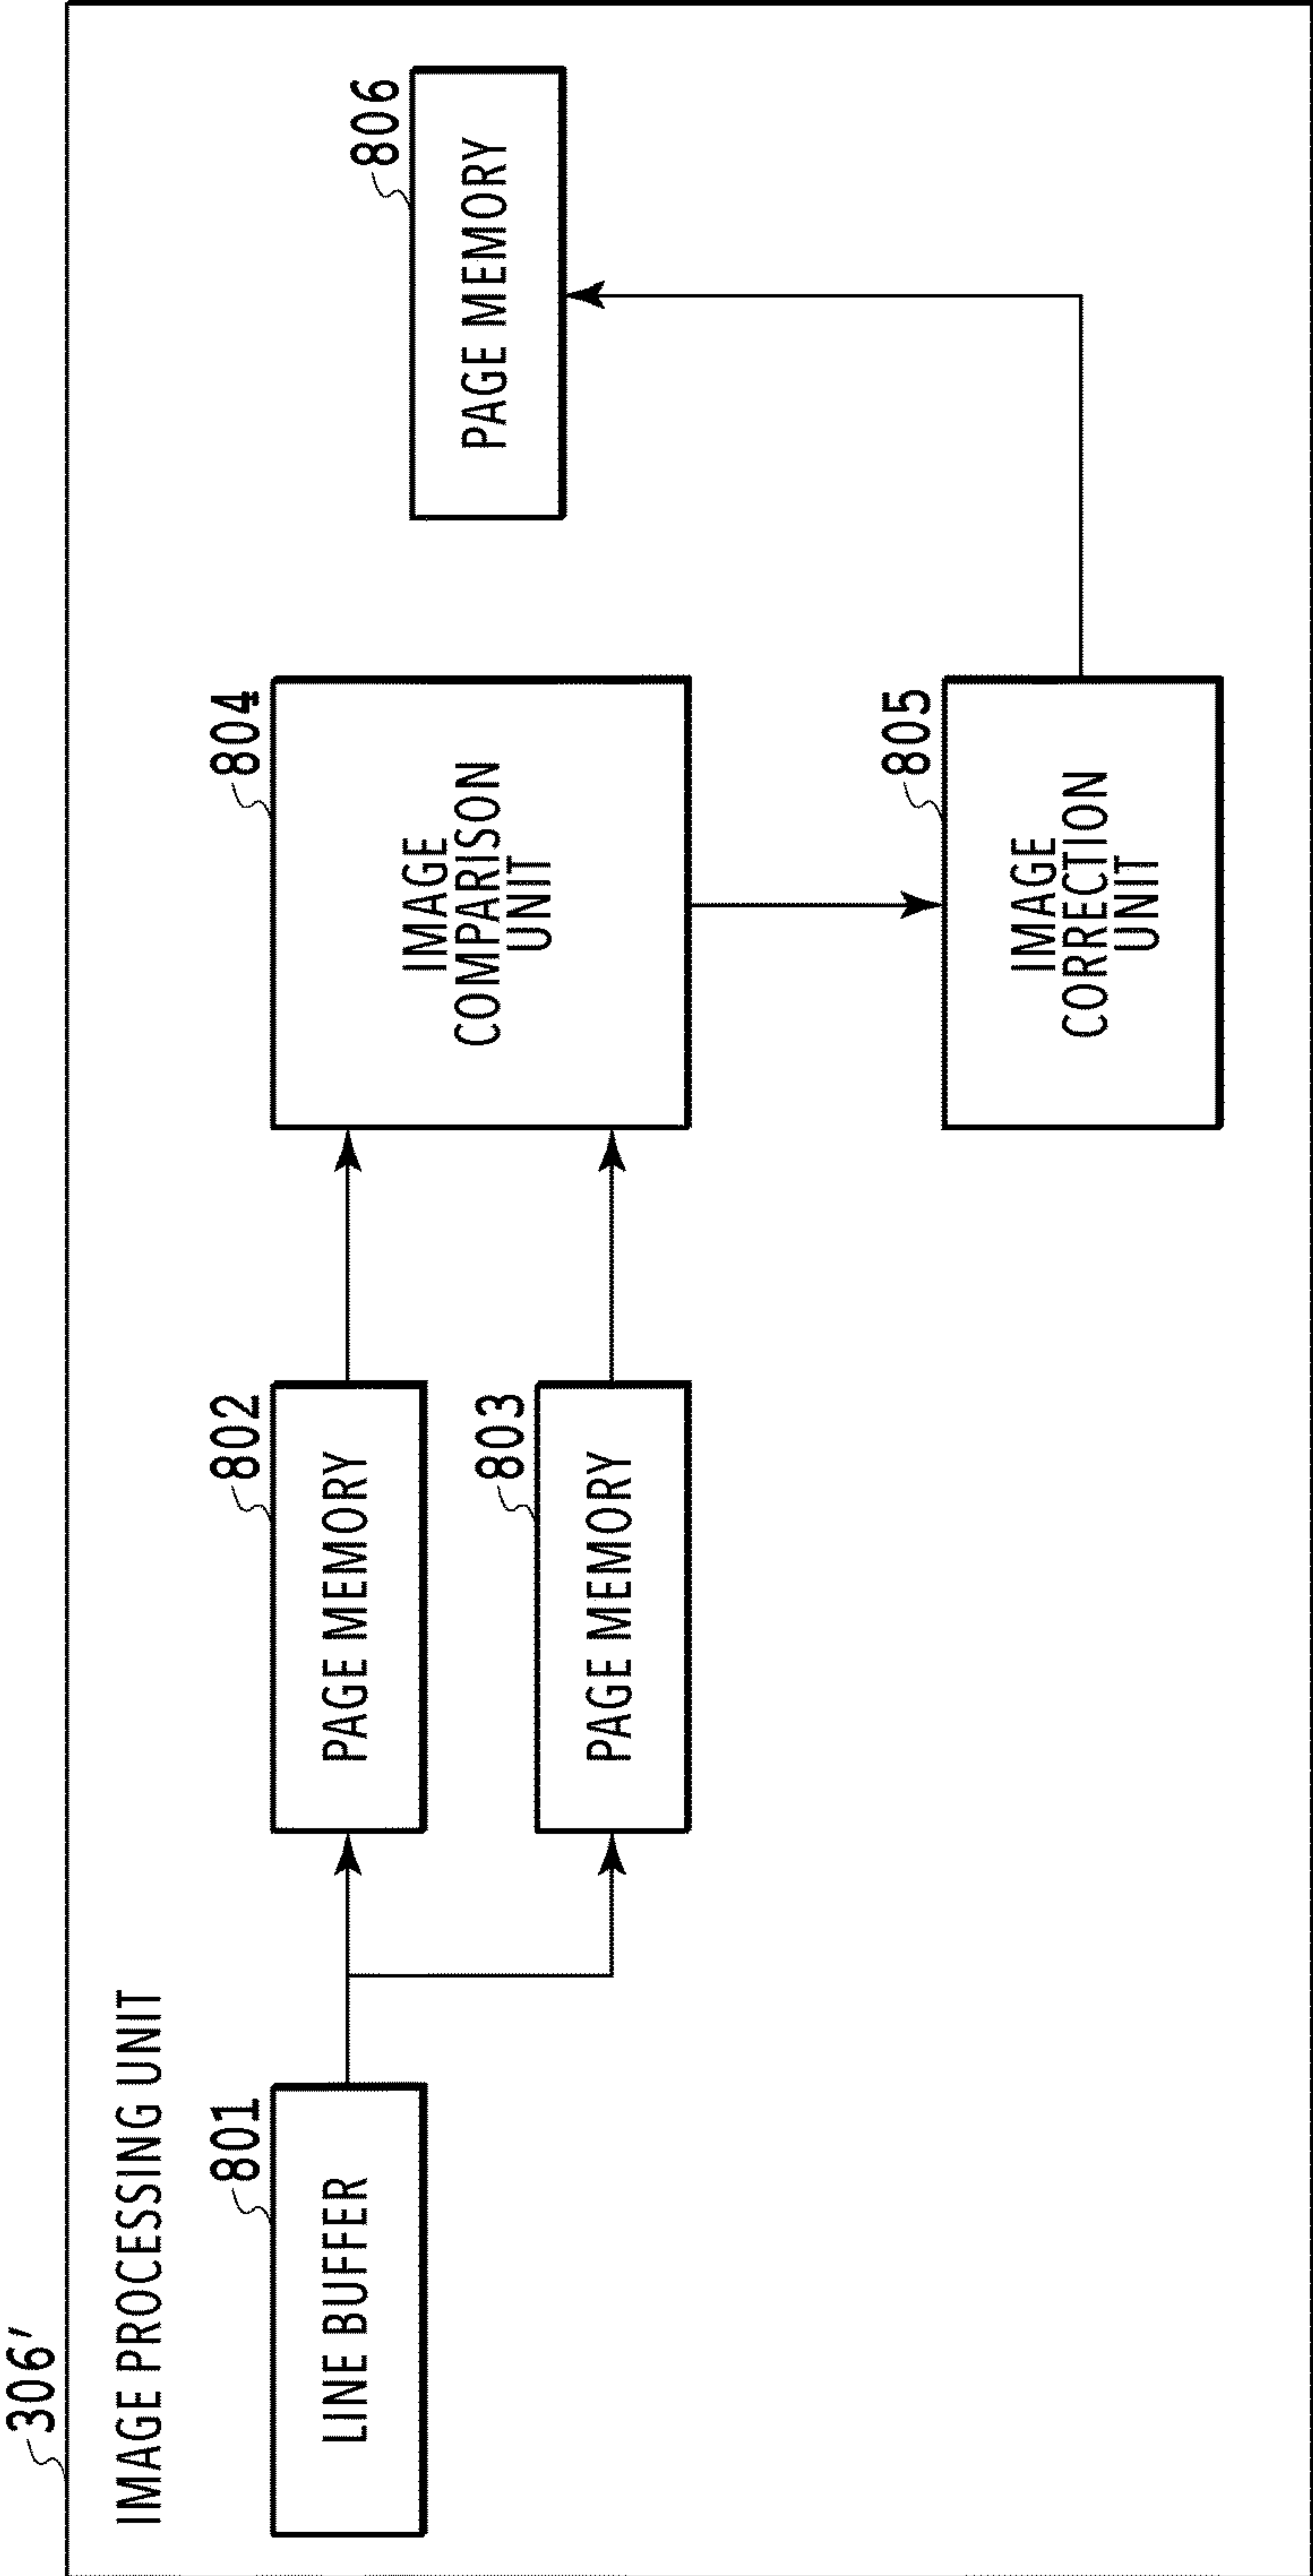 306'
IMAGE PROCESSING UNIT
801
LINE BUFFER
802
PAGE MEMORY
803
PAGE MEMORY
804
IMAGE
COMPARISON
UNIT
805
IMAGE
CORRECTION
UNIT
806
PAGE MEMORY